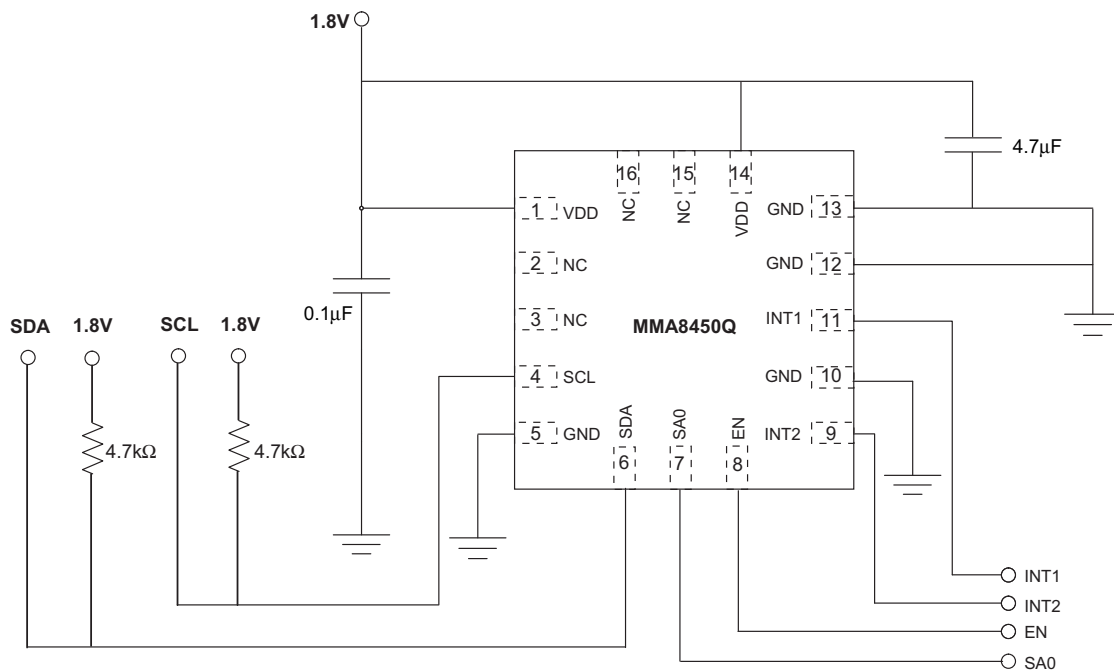 1.8V
4.7μF
16 15 14
NC NC VDD
1 VDD
GND 13
2 NC
GND 12
0.1μF
3 NC
MMA8450Q
INT1 11
SDA 1.8V SCL 1.8V
4 SCL
GND 10
5 GND
SDA SA0 EN
INT2 9
4.7kΩ 4.7kΩ
6 7 8
INT1
INT2
EN
SA0